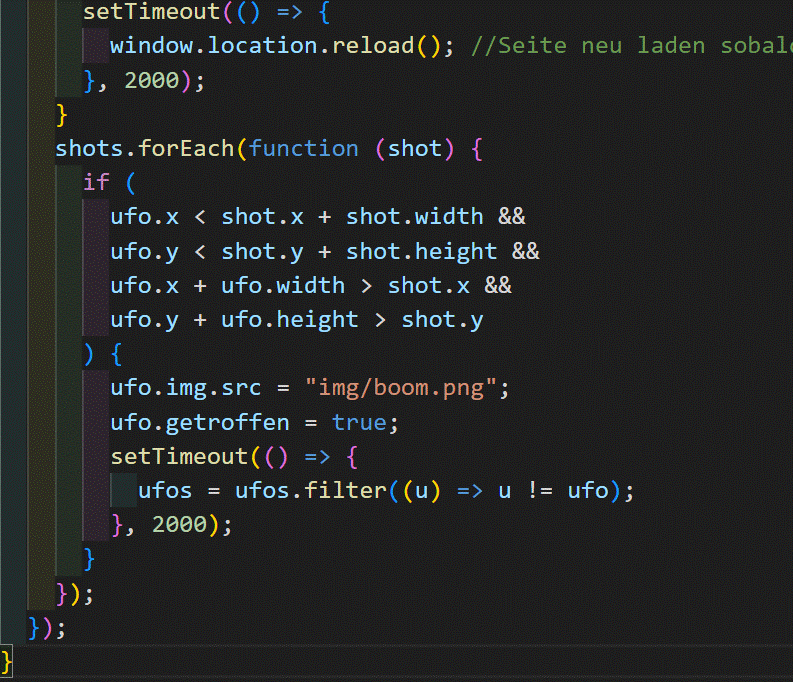 setTimeout(() => {
window.location.reload(); //Seite neu laden
}, 2000);
}
shots.forEach(function (shot) {
if (
ufo.x < shot.x + shot.width &&
ufo.y < shot.y + shot.height &&
ufo.x + ufo.width > shot.x &&
ufo.y + ufo.height > shot.y
) {
ufo.img.src = "img/boom.png";
ufo.getroffen = true;
setTimeout(() => {
ufos = ufos.filter((u) => u != ufo);
}, 2000);
}
});
});
}